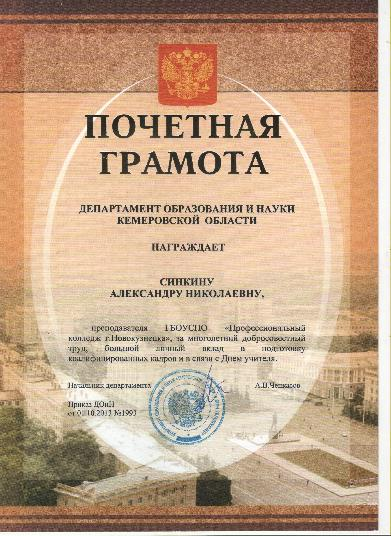 ПОЧЕТНАЯ
ГРАМОТА
ДЕПАРТАМЕНТ ОБРАЗОВАНИЯ И НАУКИ
КЕМЕРОВСКОЙ ОБЛАСТИ
НАГРАЖДАЕТ
СИНКИНУ
АЛЕКСАНДРУ НИКОЛАЕВНУ,
преподавателя ГБОУСПО «Профессиональный
колледж г.Новокузнецка», за многолетний добросовестный
труд, большой личный вклад в подготовку
квалифицированных кадров и в связи с Днем учителя.
Начальник департамента А.В.Чепкасов
Приказ ДОиН
от 01.10.2013 №1993